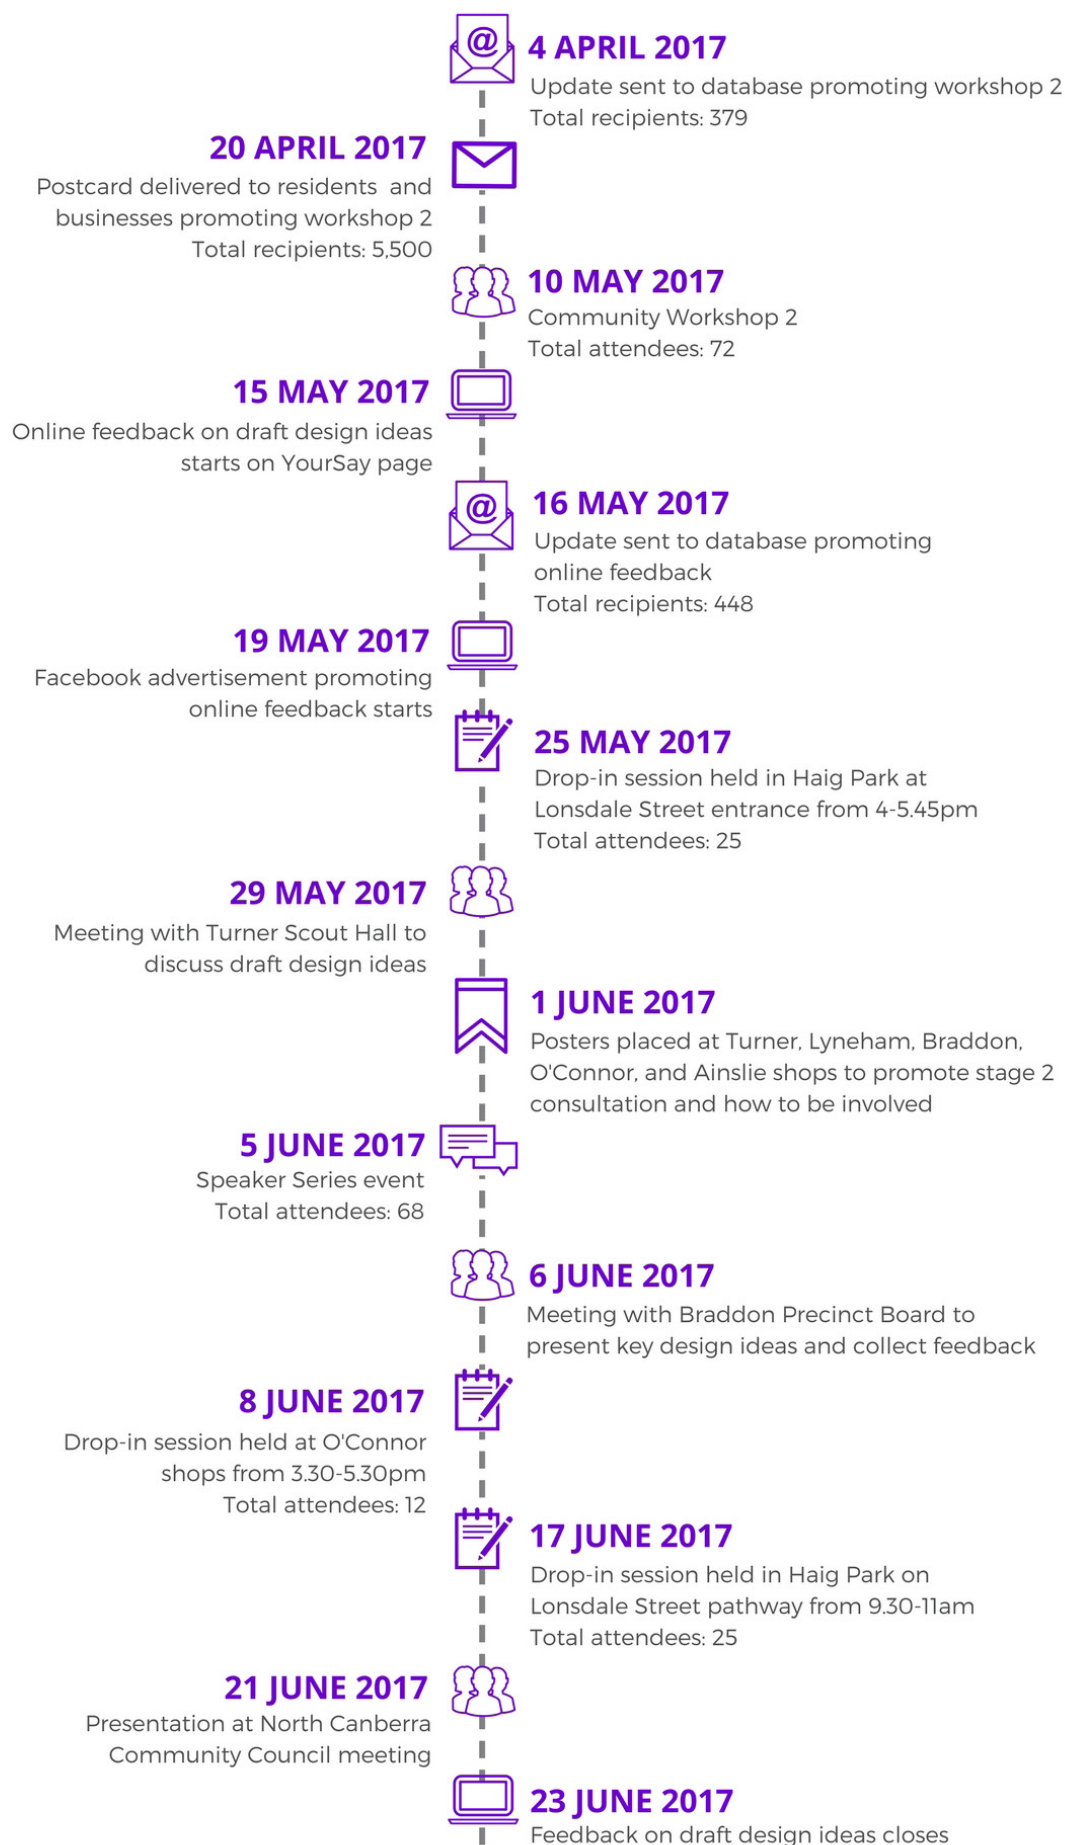 4 APRIL 2017
Update sent to database promoting workshop 2
Total recipients: 379
20 APRIL 2017
Postcard delivered to residents and
businesses promoting workshop 2
Total recipients: 5,500
10 MAY 2017
Community Workshop 2
Total attendees: 72
15 MAY 2017
Online feedback on draft design ideas
starts on YourSay page
16 MAY 2017
Update sent to database promoting
online feedback
Total recipients: 448
19 MAY 2017
Facebook advertisement promoting
online feedback starts
25 MAY 2017
Drop-in session held in Haig Park at
Lonsdale Street entrance from 4-5.45pm
Total attendees: 25
29 MAY 2017
Meeting with Turner Scout Hall to
discuss draft design ideas
1 JUNE 2017
Posters placed at Turner, Lyneham, Braddon,
O'Connor, and Ainslie shops to promote stage 2
consultation and how to be involved
5 JUNE 2017
Speaker Series event
Total attendees: 68
6 JUNE 2017
Meeting with Braddon Precinct Board to
present key design ideas and collect feedback
8 JUNE 2017
Drop-in session held at O'Connor
shops from 3.30-5.30pm
Total attendees: 12
17 JUNE 2017
Drop-in session held in Haig Park on
Lonsdale Street pathway from 9.30-11am
Total attendees: 25
21 JUNE 2017
Presentation at North Canberra
Community Council meeting
23 JUNE 2017
Feedback on draft design ideas closes